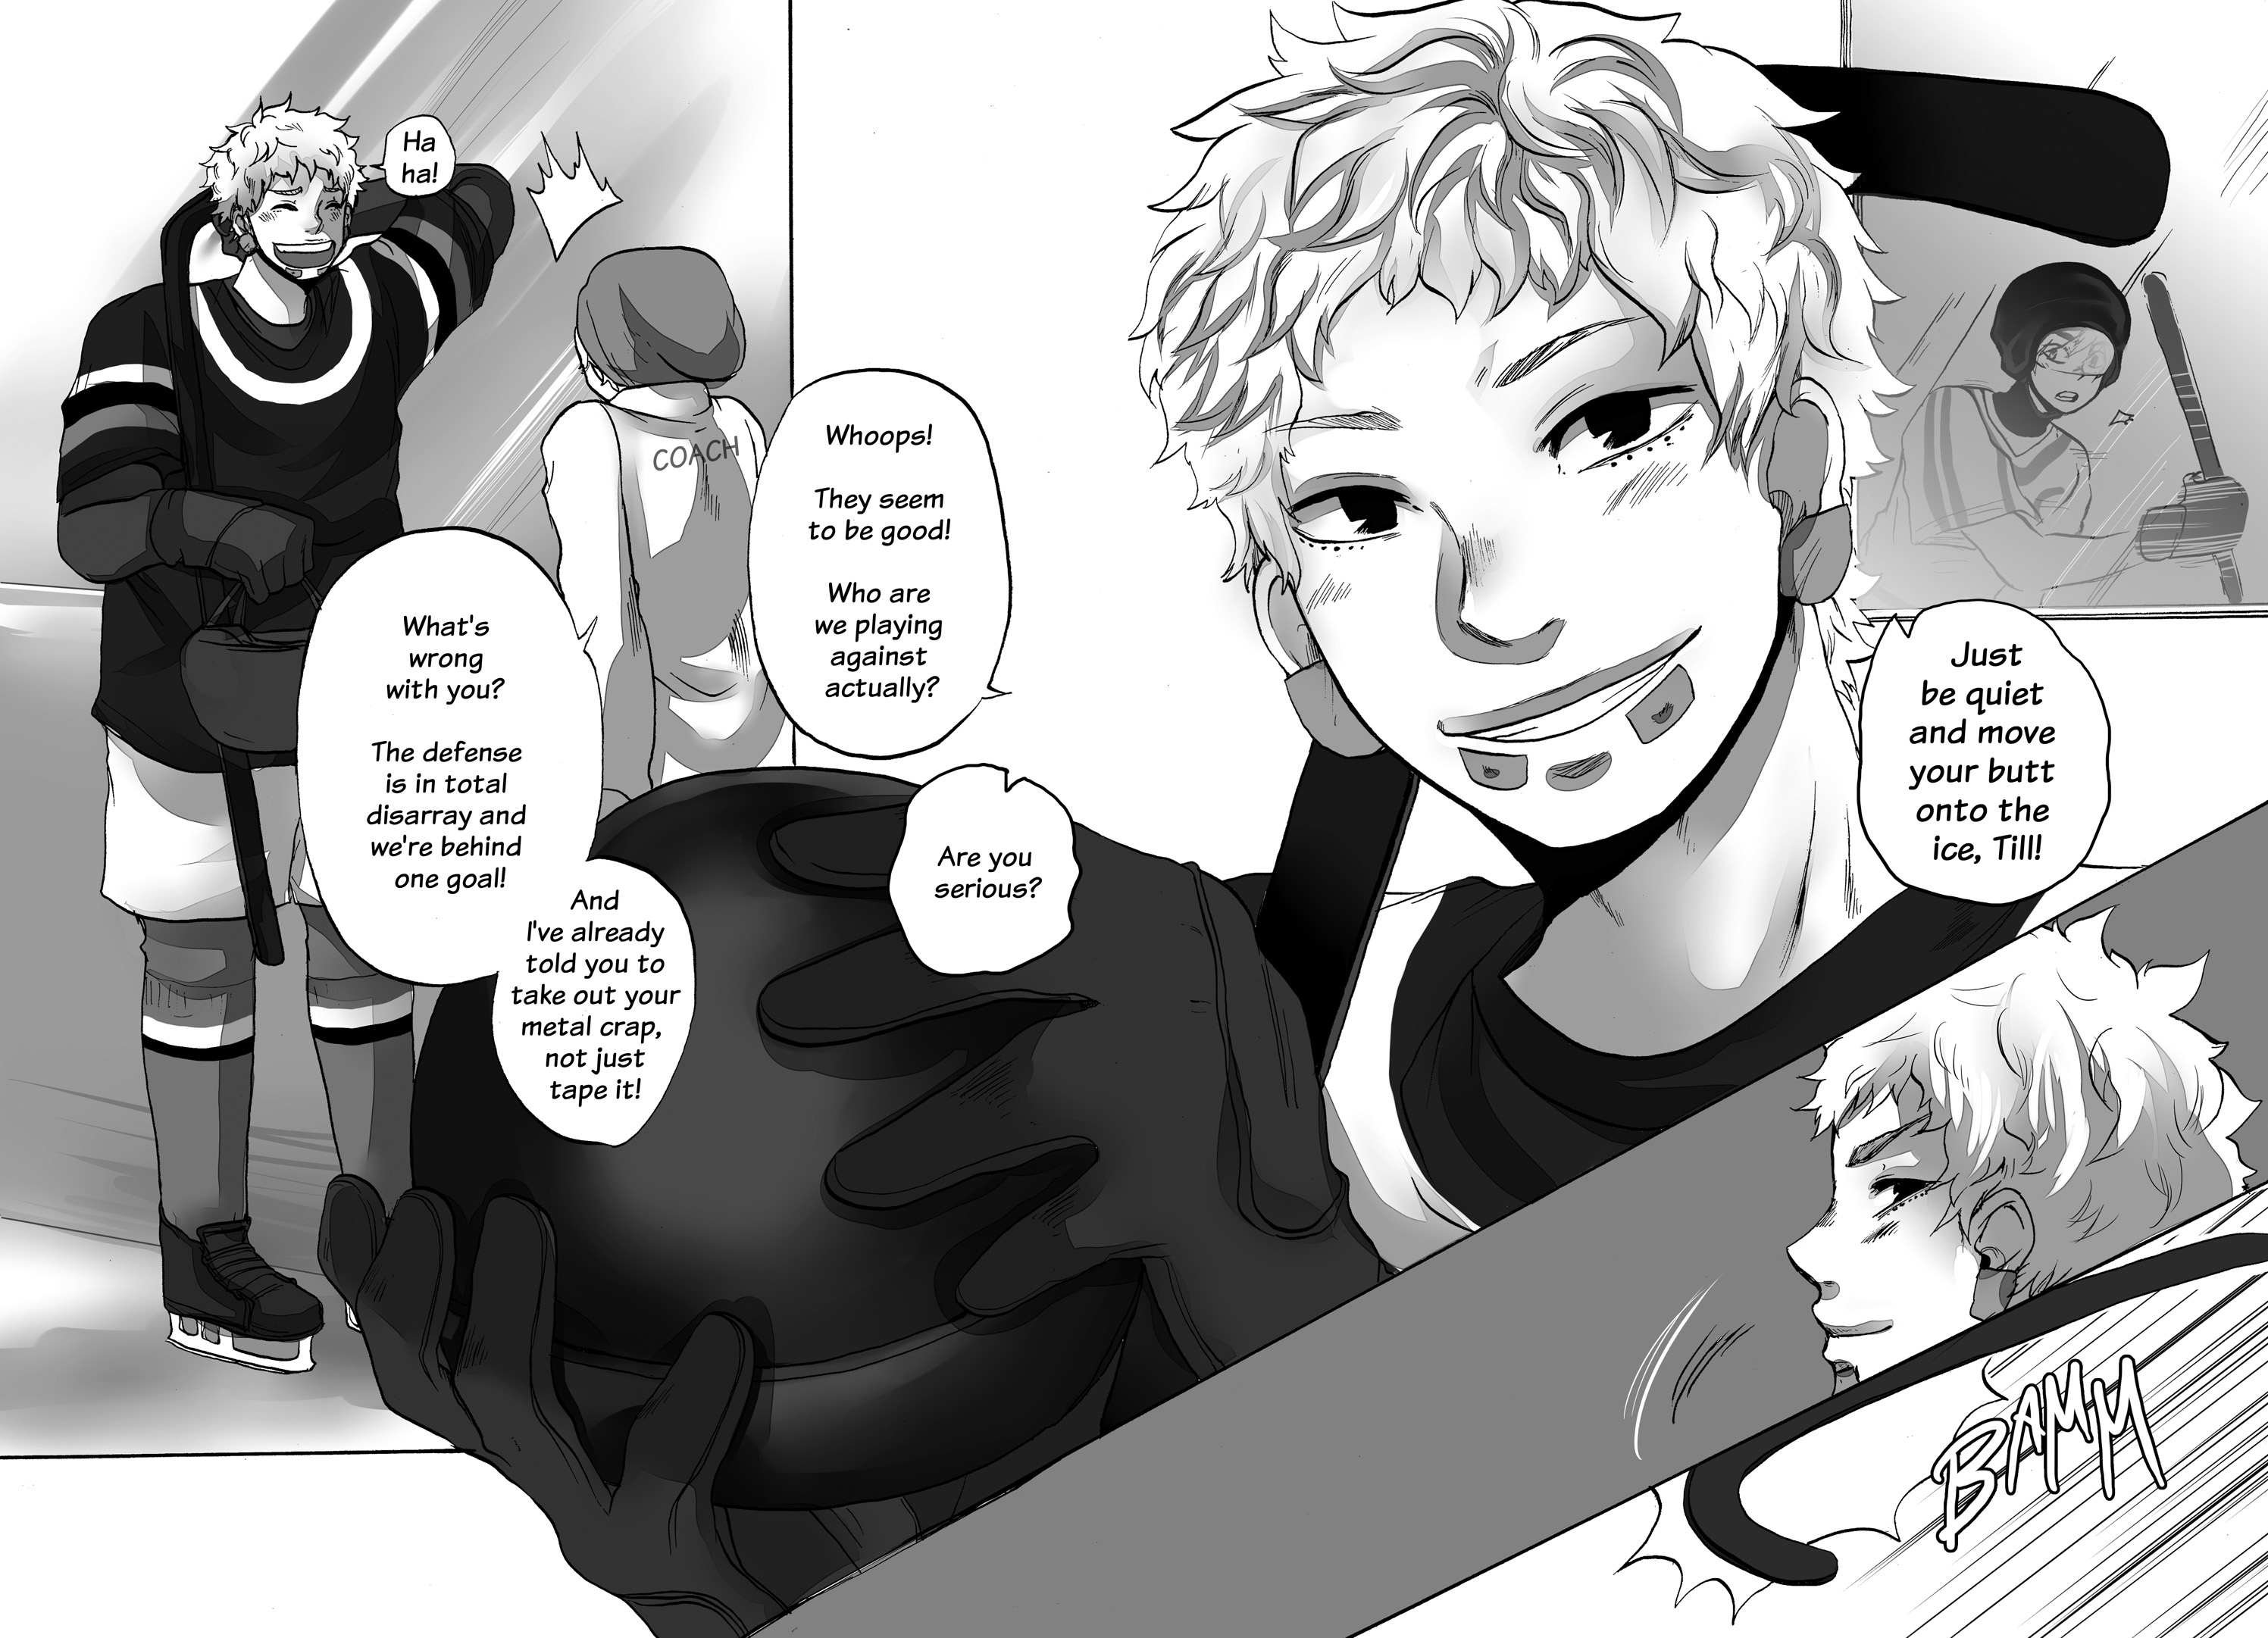 Ha
ha!
COACH
What's
wrong
with you?
The defense
is in total
disarray and
we're behind
one goal!
And
I've already
told you to
take out your
metal crap,
not just
tape it!
Whoops!
They seem
to be good!
Who are
we playing
against
actually?
Are you
serious?
Just
be quiet
and move
your butt
onto the
ice, Till!
BAMM